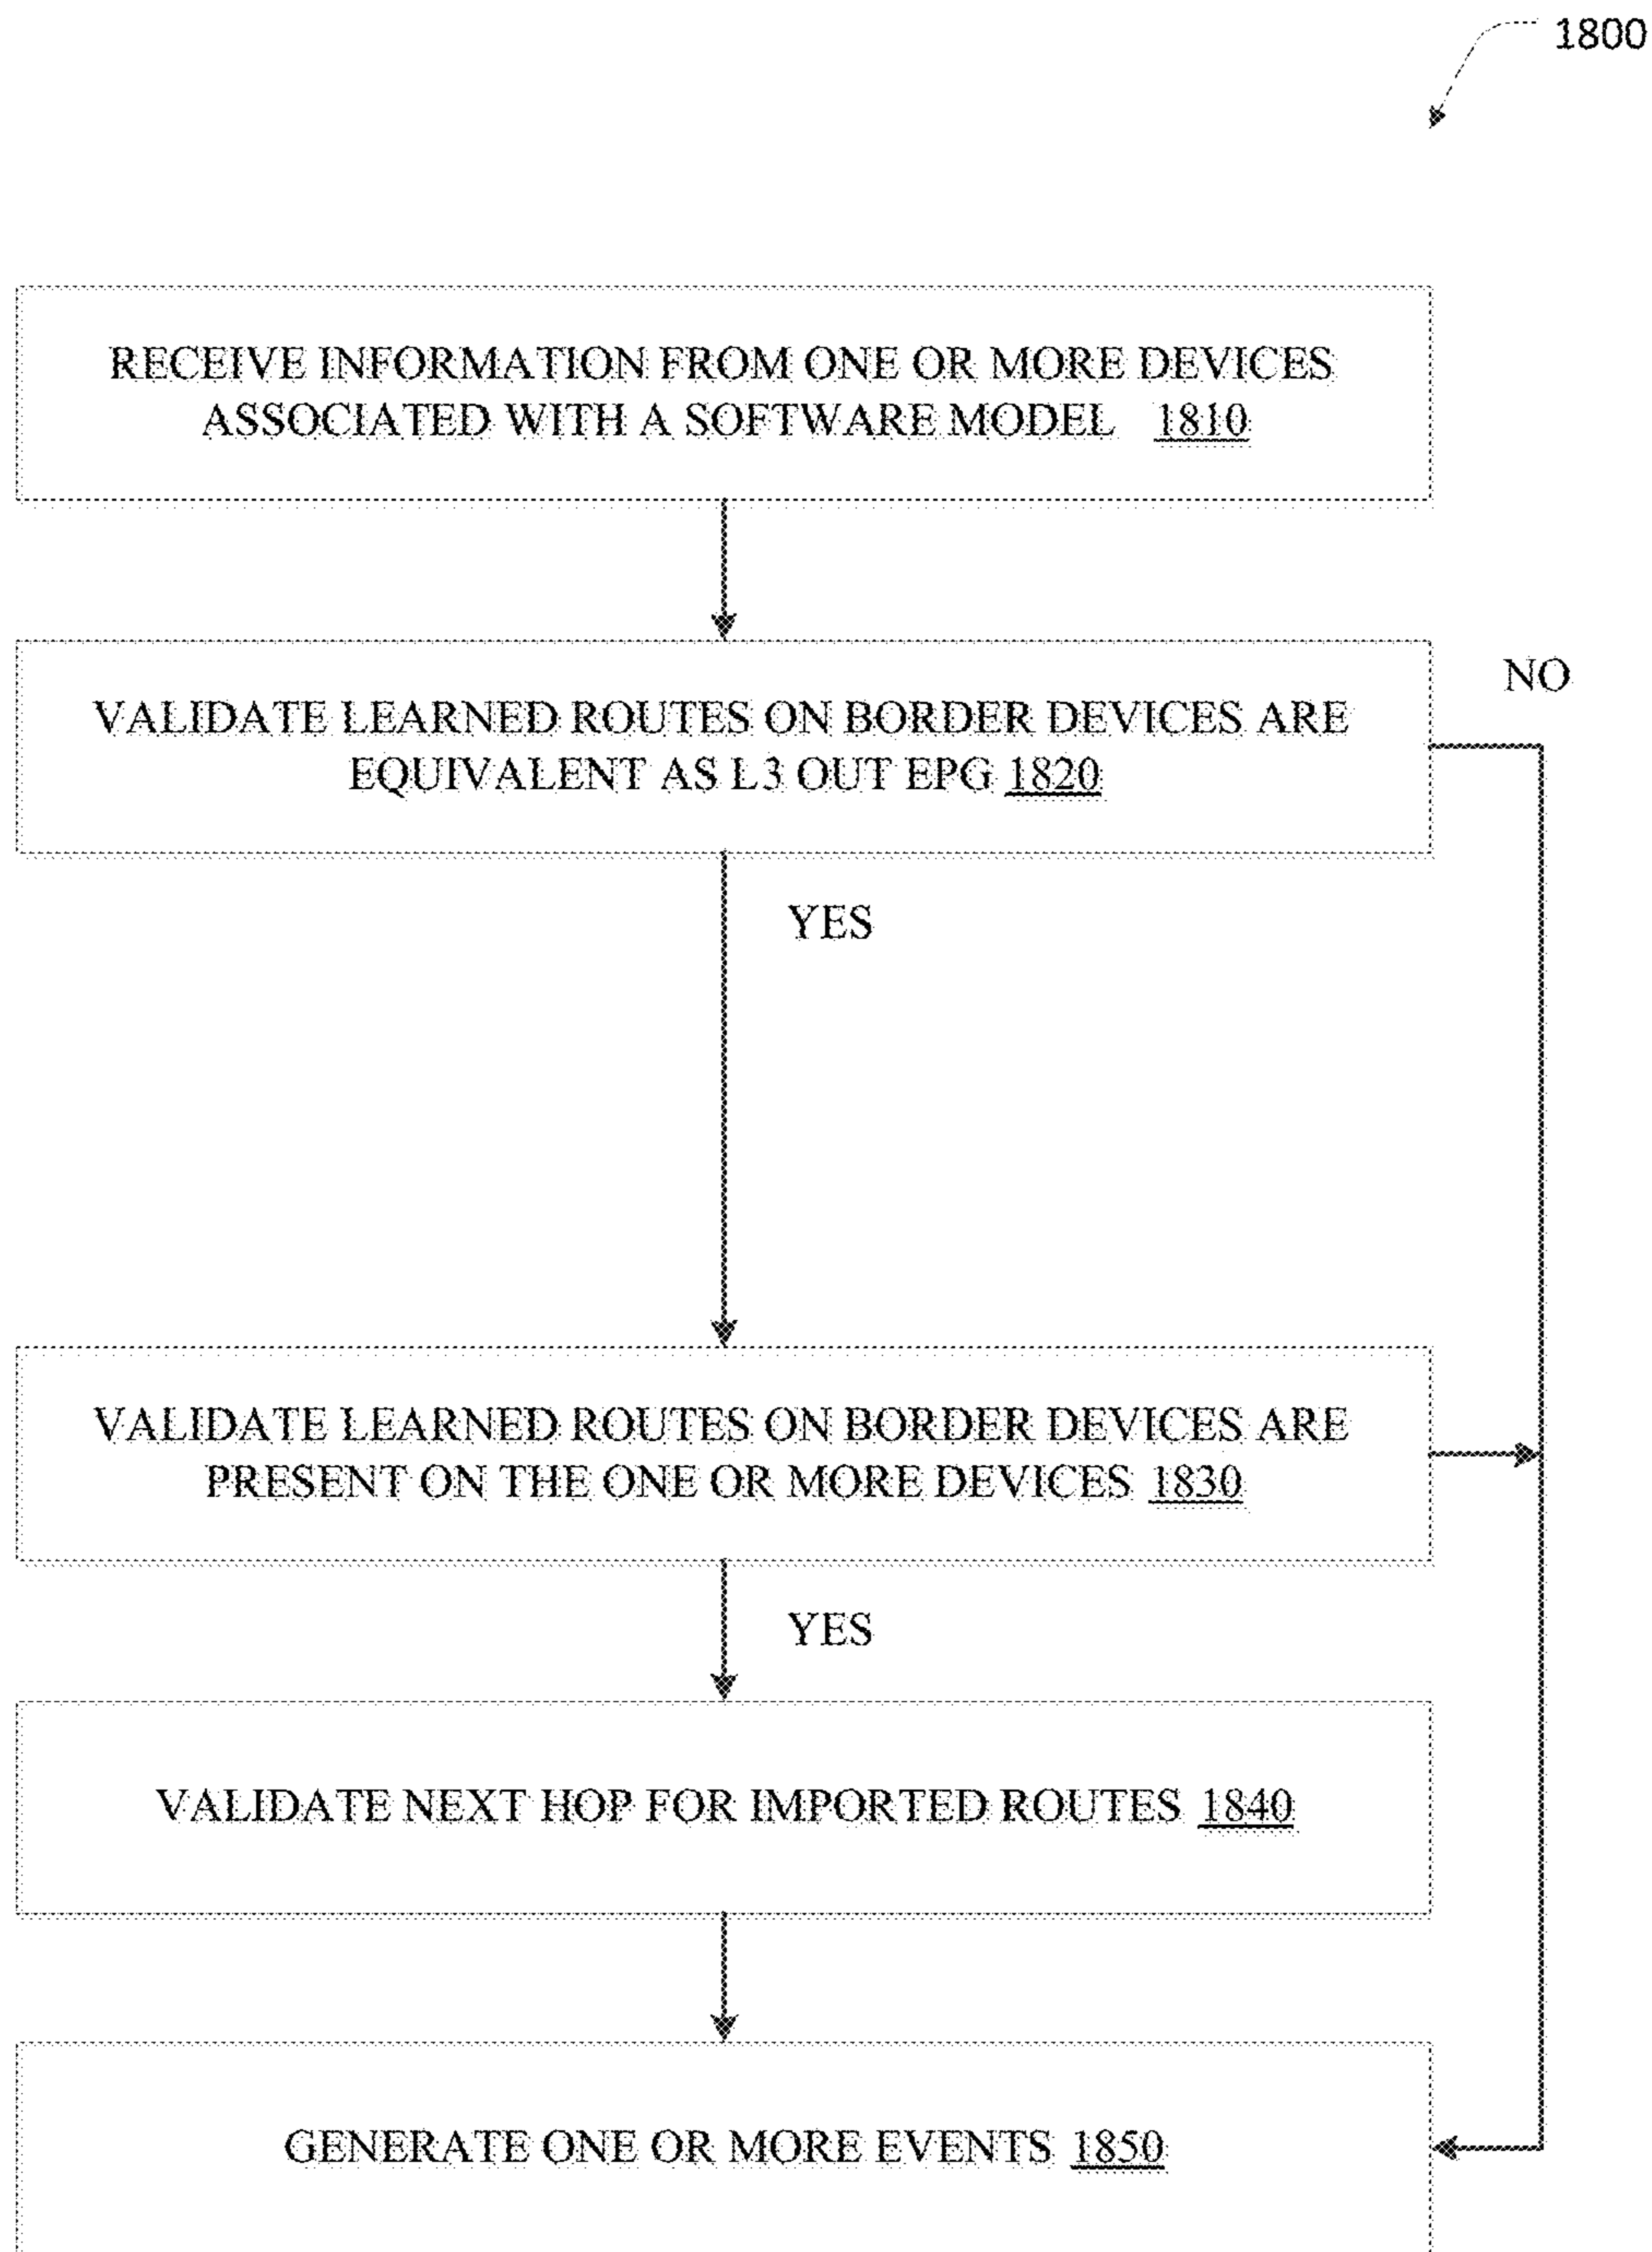 1800
RECEIVE INFORMATION FROM ONE OR MORE DEVICES
ASSOCIATED WITH A SOFTWARE MODEL 1810
VALIDATE LEARNED ROUTES ON BORDER DEVICES ARE
EQUIVALENT AS L3 OUT EPG 1820
NO
YES
VALIDATE LEARNED ROUTES ON BORDER DEVICES ARE
PRESENT ON THE ONE OR MORE DEVICES 1830
YES
VALIDATE NEXT HOP FOR IMPORTED ROUTES 1840
GENERATE ONE OR MORE EVENTS 1850